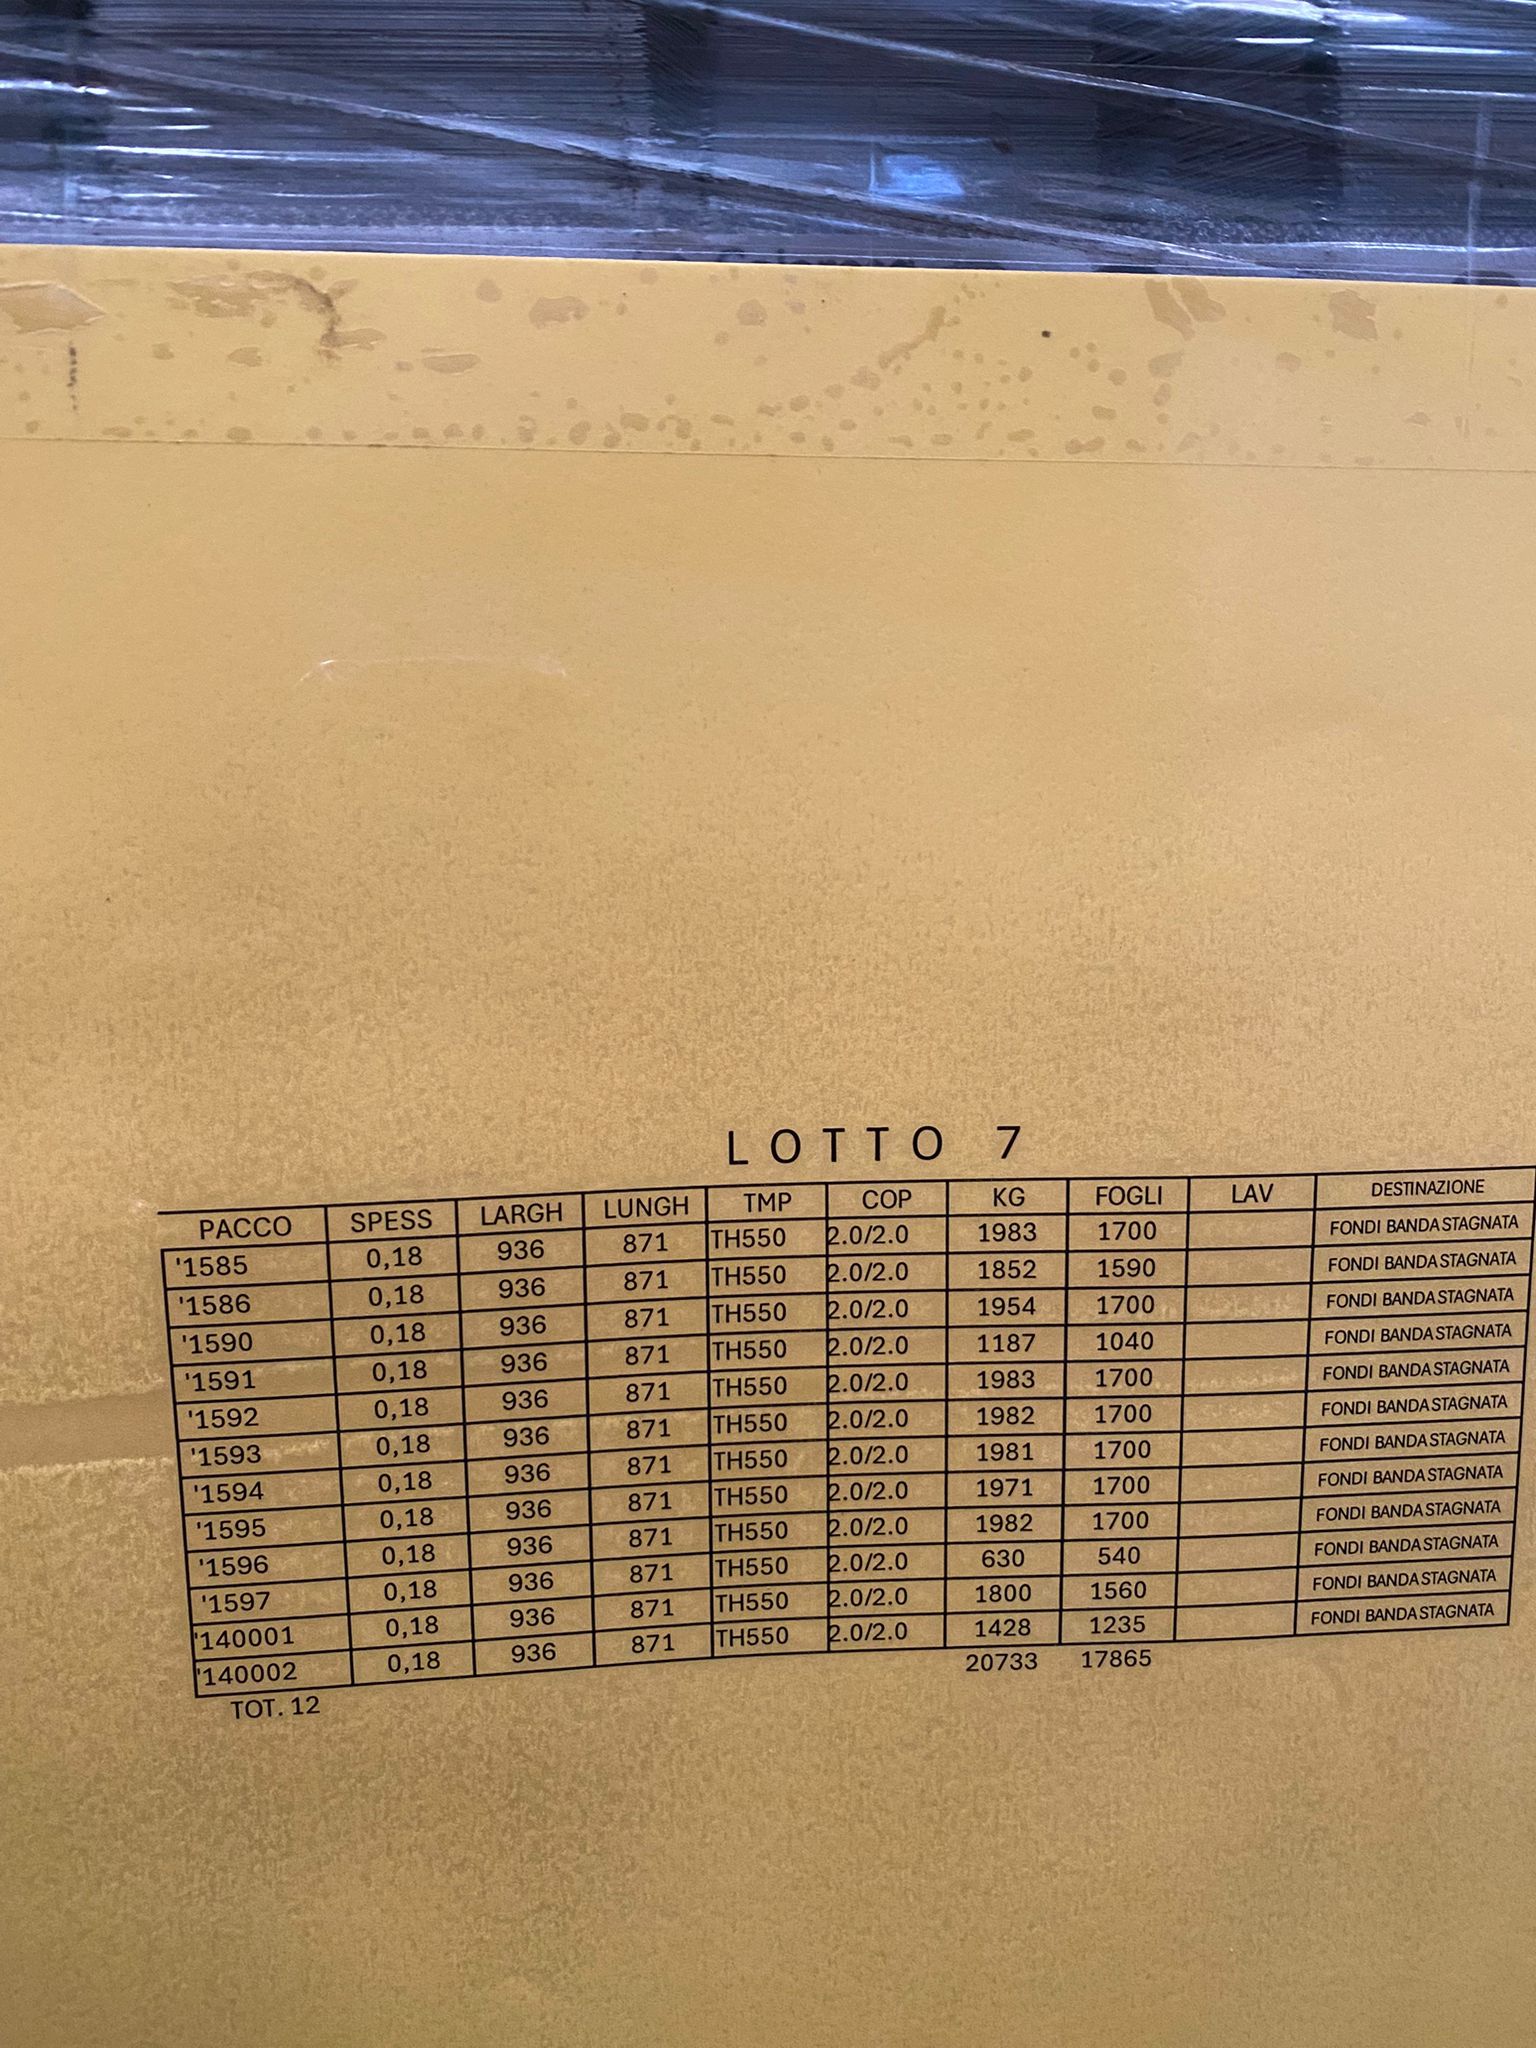 LOTTO 7
PACCO SPESS LARGH LUNGH TMP COP KG FOGLI LAV DESTINAZIONE
'1585 0,18 936 871 TH550 2.0/2.0 1983 1700 FONDI BANDA STAGNATA
'1586 0,18 936 871 TH550 2.0/2.0 1852 1590 FONDI BANDA STAGNATA
'1590 0,18 936 871 TH550 2.0/2.0 1954 1700 FONDI BANDA STAGNATA
'1591 0,18 936 871 TH550 2.0/2.0 1187 1040 FONDI BANDA STAGNATA
'1592 0,18 936 871 TH550 2.0/2.0 1983 1700 FONDI BANDA STAGNATA
'1593 0,18 936 871 TH550 2.0/2.0 1982 1700 FONDI BANDA STAGNATA
'1594 0,18 936 871 TH550 2.0/2.0 1981 1700 FONDI BANDA STAGNATA
'1595 0,18 936 871 TH550 2.0/2.0 1971 1700 FONDI BANDA STAGNATA
'1596 0,18 936 871 TH550 2.0/2.0 1982 1700 FONDI BANDA STAGNATA
'1597 0,18 936 871 TH550 2.0/2.0 630 540 FONDI BANDA STAGNATA
'140001 0,18 936 871 TH550 2.0/2.0 1800 1560 FONDI BANDA STAGNATA
'140002 0,18 936 871 TH550 2.0/2.0 1428 1235 FONDI BANDA STAGNATA
TOT. 12 20733 17865